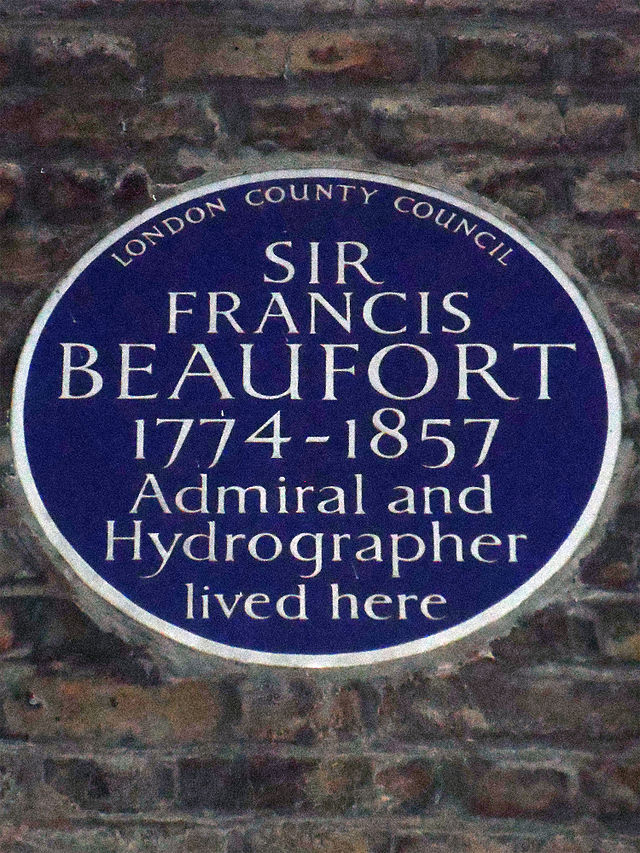 LONDON COUNTY COUNCIL
SIR
FRANCIS
BEAUFORT
1774-1857
Admiral and
Hydrographer
lived here